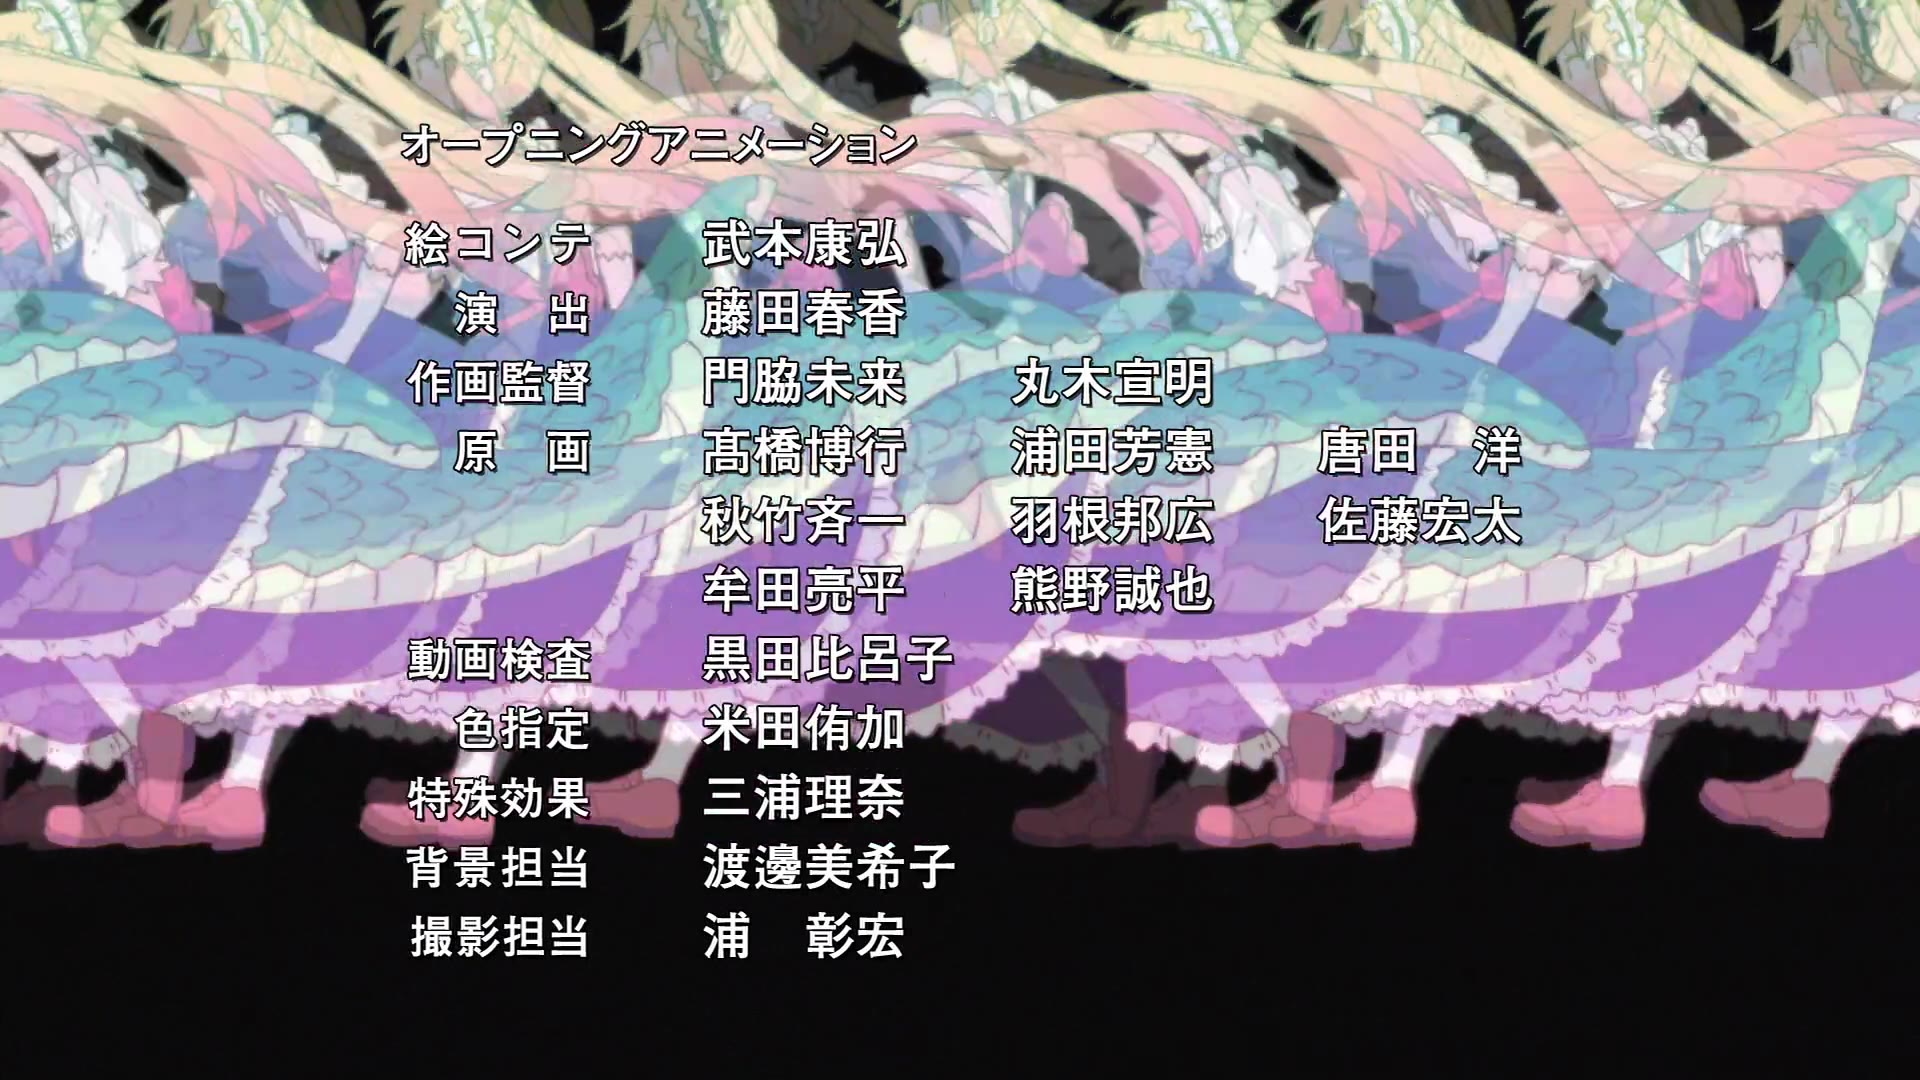 オープニングアニメーション
絵コンテ　武本康弘
演　出　藤田春香
作画監督　門脇未来　丸木宣明
原　画　髙橋博行　浦田芳憲　唐田　洋
秋竹斉一　羽根邦広　佐藤宏太
牟田亮平　熊野誠也
動画検査　黒田比呂子
色指定　米田侑加
特殊効果　三浦理奈
背景担当　渡邊美希子
撮影担当　浦　彰宏